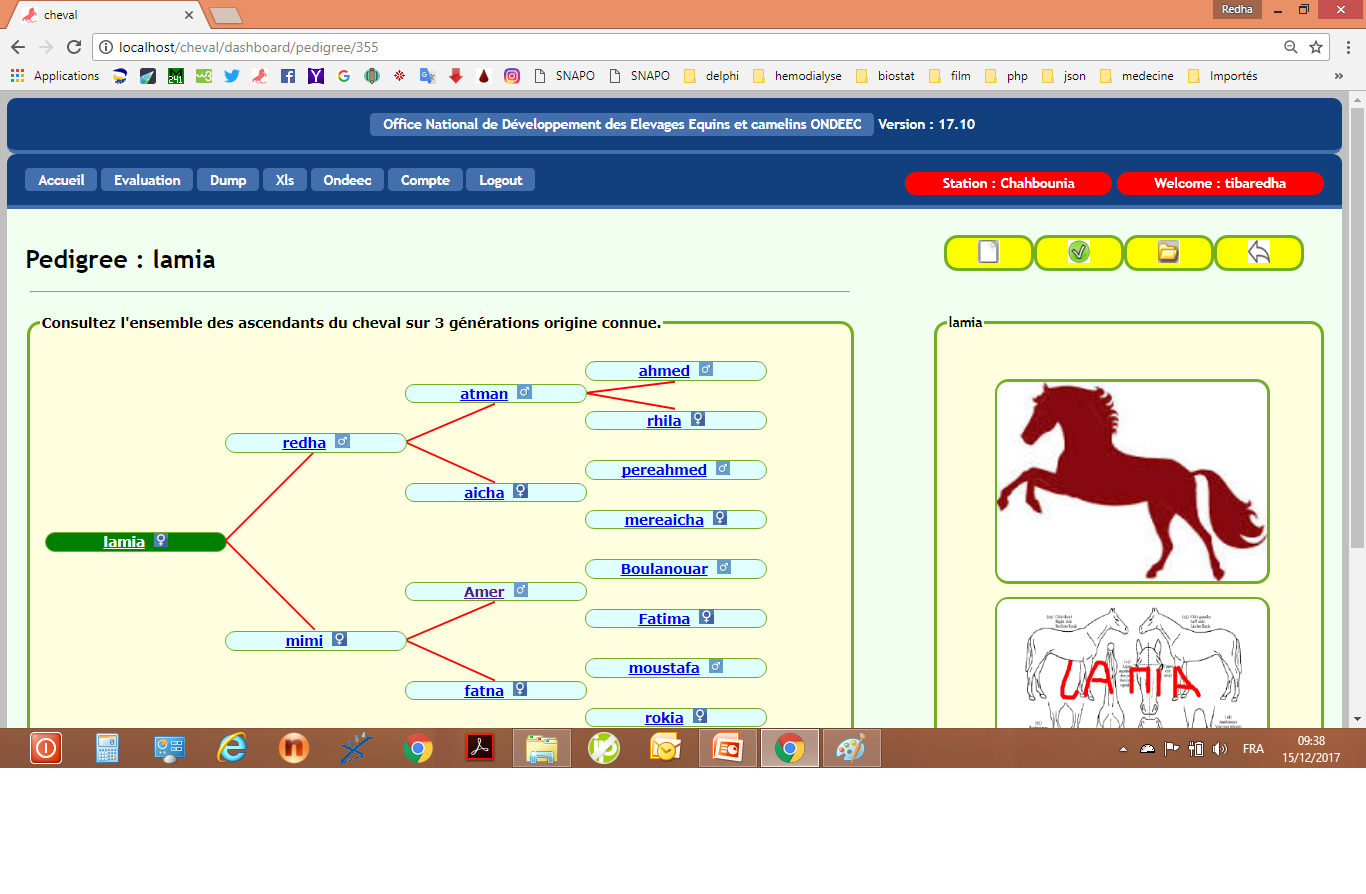 cheval
Redha
localhost/cheval/dashboard/pedigree/355
Applications SNAPO SNAPO delphi hemodialyse biostat film php json medecine Importés »
Office National de Développement des Elevages Equins et camelins ONDEEC Version : 17.10
Accueil Evaluation Dump Xls Ondeec Compte Logout
Station : Chahbounia Welcome : tibaredha
Pedigree : lamia
Consultez l'ensemble des ascendants du cheval sur 3 générations origine connue.
lamia
ahmed
atman
rhila
redha
pereahmed
aicha
mereaicha
lamia
Boulanouar
Amer
Fatima
mimi
moustafa
fatna
rokia
LAMIA
FRA
09:38
15/12/2017